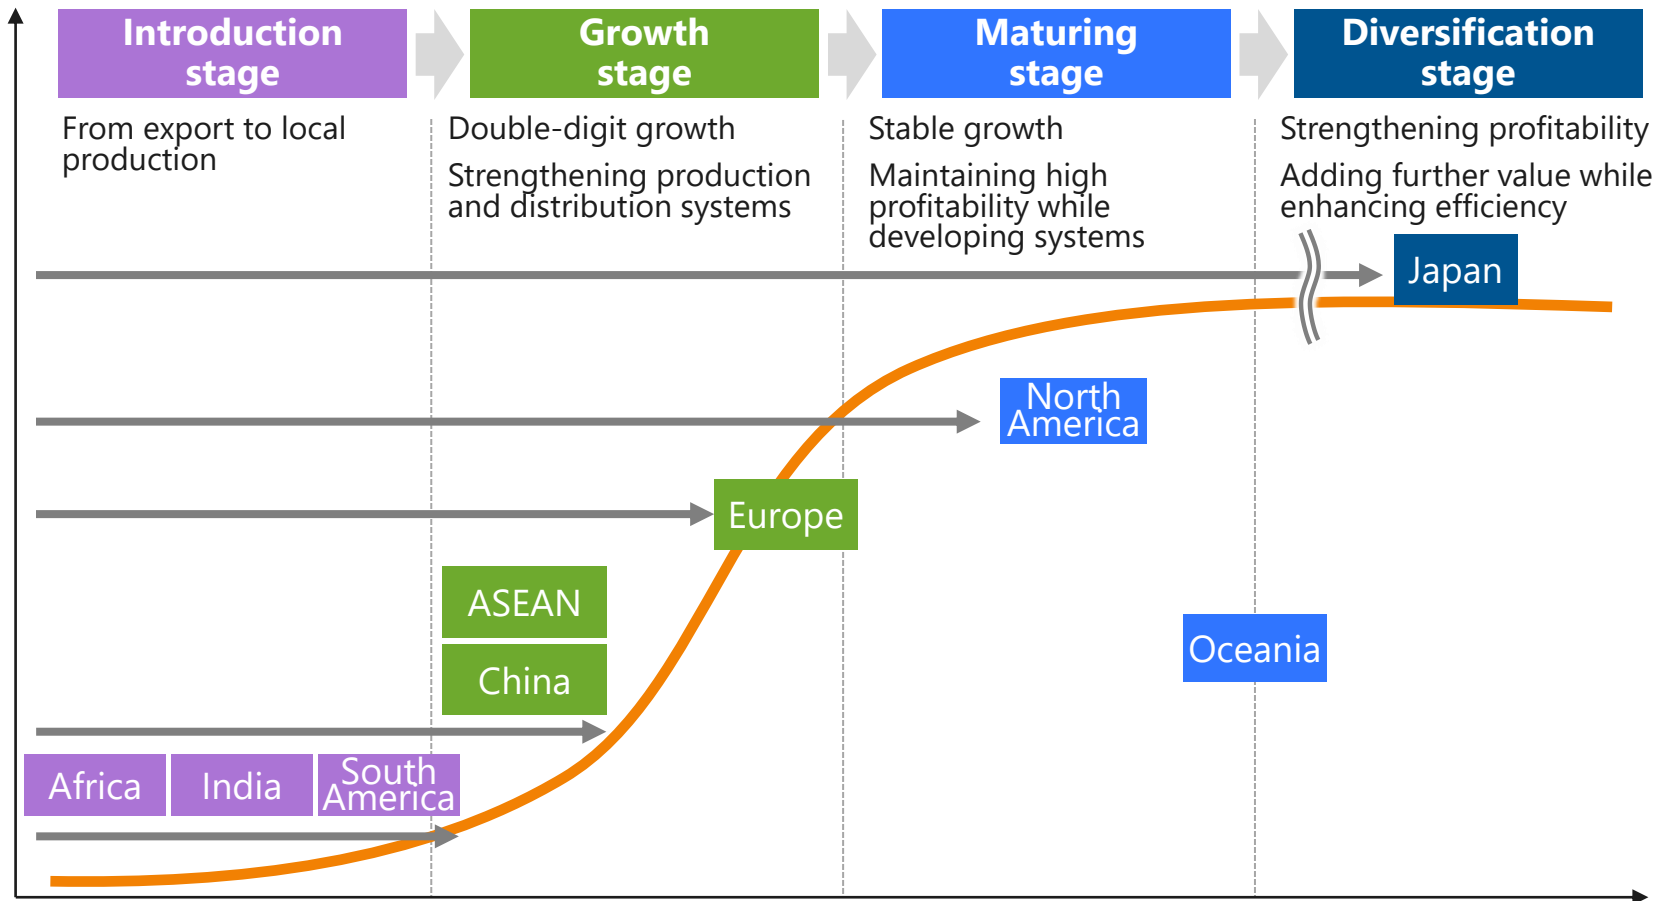 Introduction
stage
Growth
stage
Maturing
stage
Diversification
stage
From export to local
production
Double-digit growth
Strengthening production
and distribution systems
Stable growth
Maintaining high
profitability while
developing systems
Strengthening profitability
Adding further value while
enhancing efficiency
Japan
North
America
Europe
ASEAN
China
Oceania
Africa
India
South
America